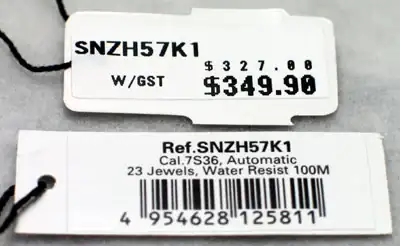 SNZH57K1
$327.00
W/GST $349.90
Ref.SNZH57K1
Cal.7S36, Automatic
23 Jewels, Water Resist 100M
4 954628 125811